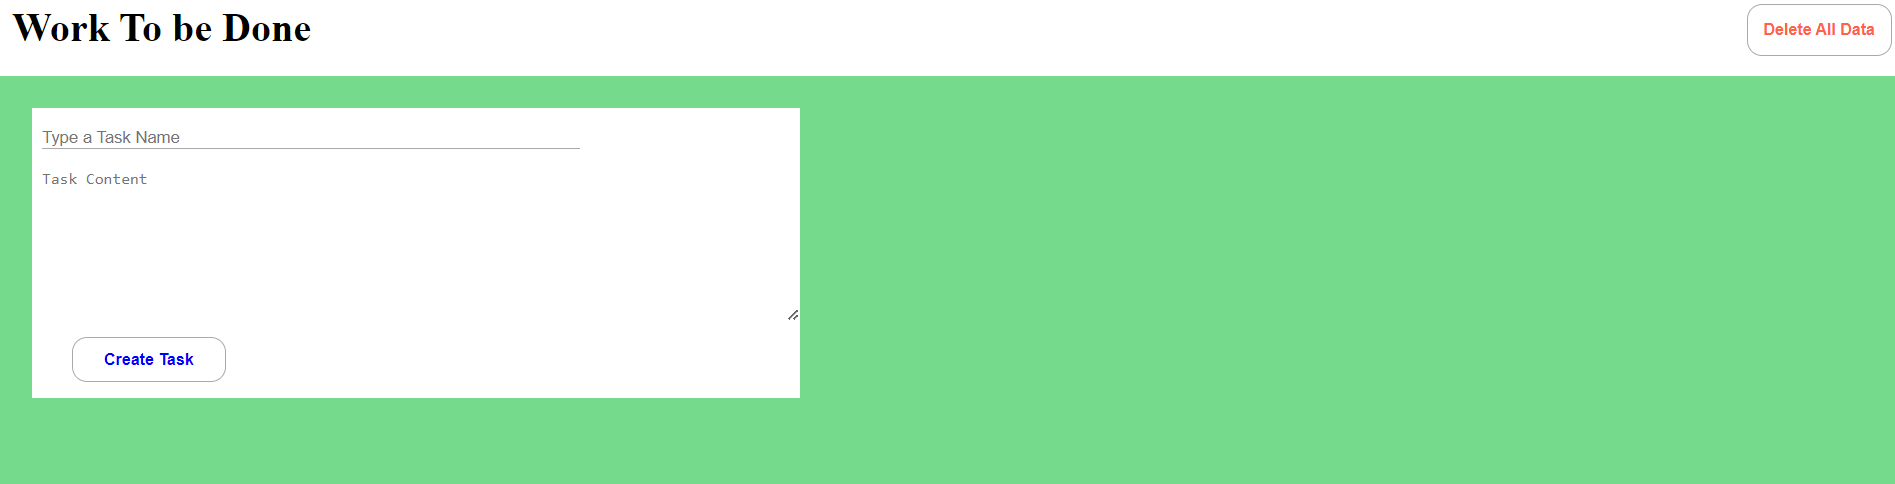 Work To be Done
Delete All Data
Type a Task Name
Task Content
Create Task